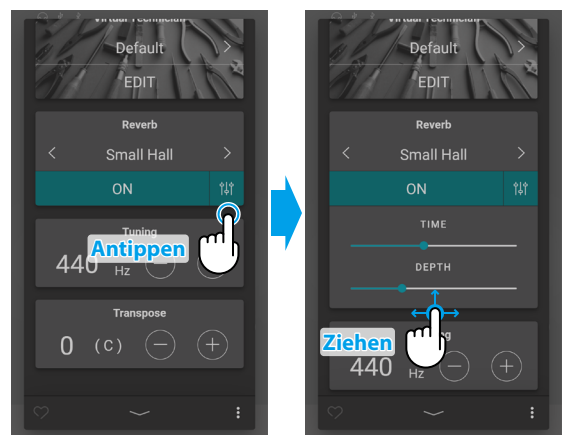 Virtual Technician
Default
EDIT
Reverb
Small Hall
ON
Tuning
Antippen
440 Hz
Transpose
0 (C)
Virtual Technician
Default
EDIT
Reverb
Small Hall
ON
TIME
DEPTH
Ziehen
440 Hz